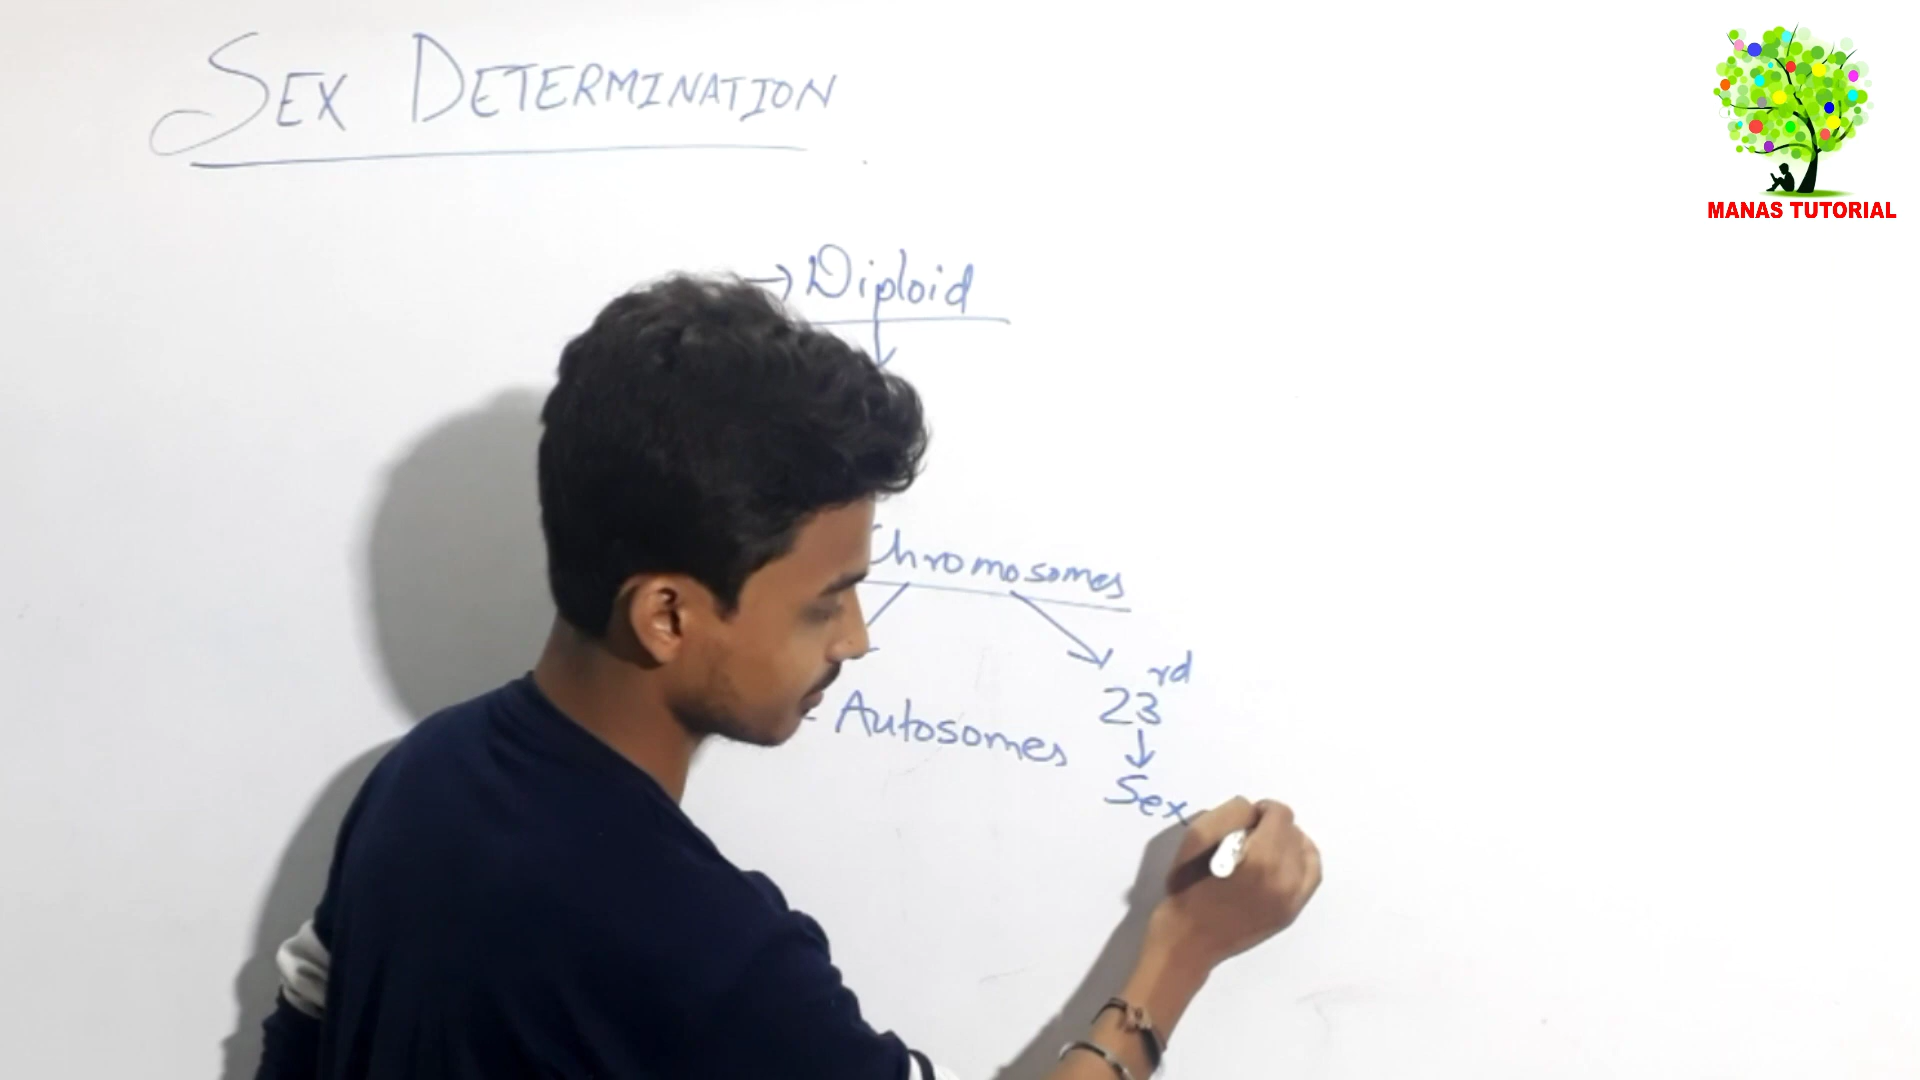 SEX DETERMINATION
MANAS TUTORIAL
→ Diploid
Chromosomes
- Autosomes
23rd
Sex